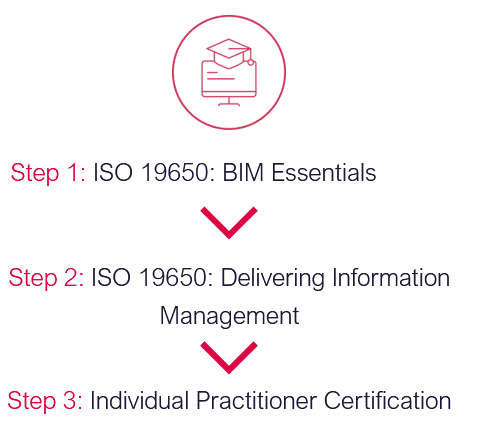 Step 1: ISO 19650: BIM Essentials
Step 2: ISO 19650: Delivering Information
Management
Step 3: Individual Practitioner Certification